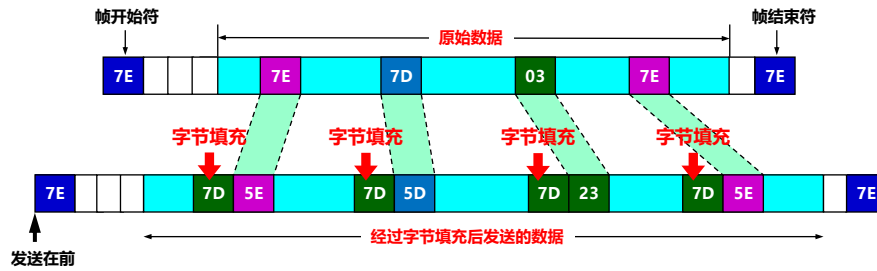 帧开始符 帧结束符
原始数据
7E 7E 7D 03 7E 7E
字节填充 字节填充 字节填充 字节填充
7E 7D 5E 7D 5D 7D 23 7D 5E 7E
发送在前 经过字节填充后发送的数据